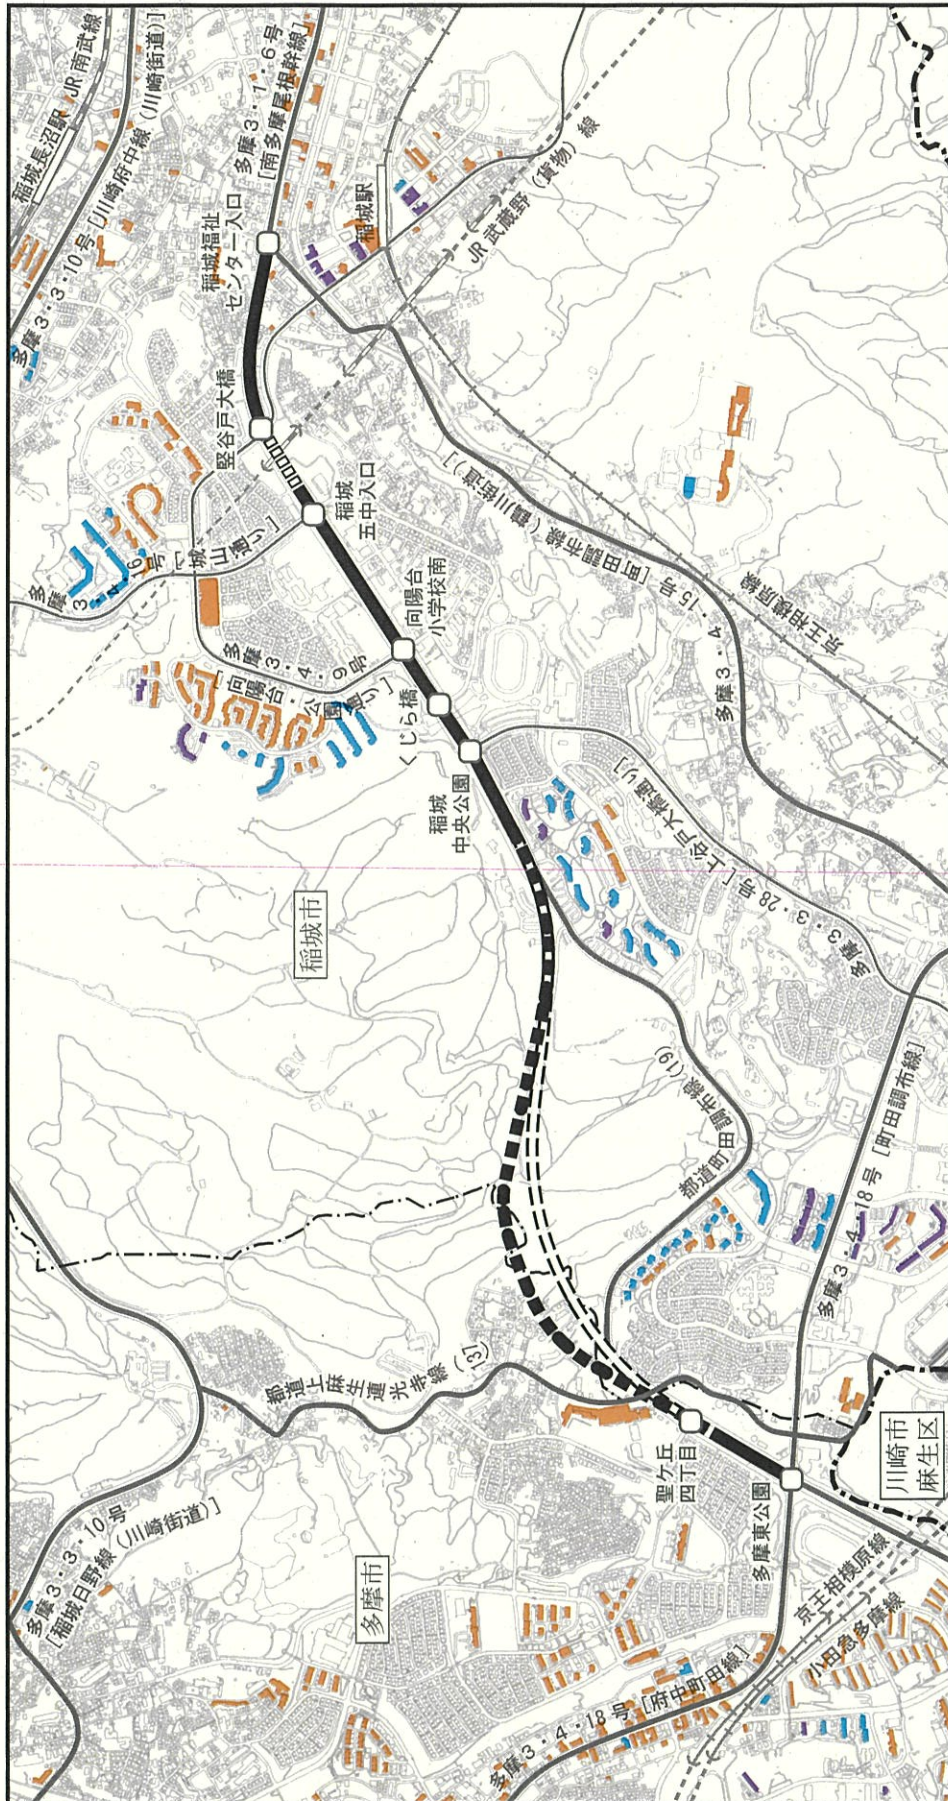 稲城長沼駅
JR南武線
多摩3・3・10号[川崎府中線(川崎街道)]
多摩3・1・6号
[南多摩尾根幹線]
稲城福祉
センター入口
稲城駅
JR武蔵野(貨物)線
竪谷戸大橋
多摩3・4・16号[城山通り]
稲城
五中入口
多摩3・4・9号
[向陽台・公園通り]
向陽台
小学校南
くじら橋
稲城
中央公園
多摩3・4・15号
[町田調布線(鶴川街道)]
京王相模原線
稲城市
多摩3・3・28号[上谷戸大橋通り]
都道町田調布線(19)
多摩3・4・18号[町田調布線]
都道上麻生連光寺線(137)
聖ケ丘
四丁目
多摩東公園
川崎市
麻生区
多摩3・3・10号
[稲城日野線(川崎街道)]
多摩市
京王相模原線
小田急多摩線
多摩3・4・18号[府中町田線]